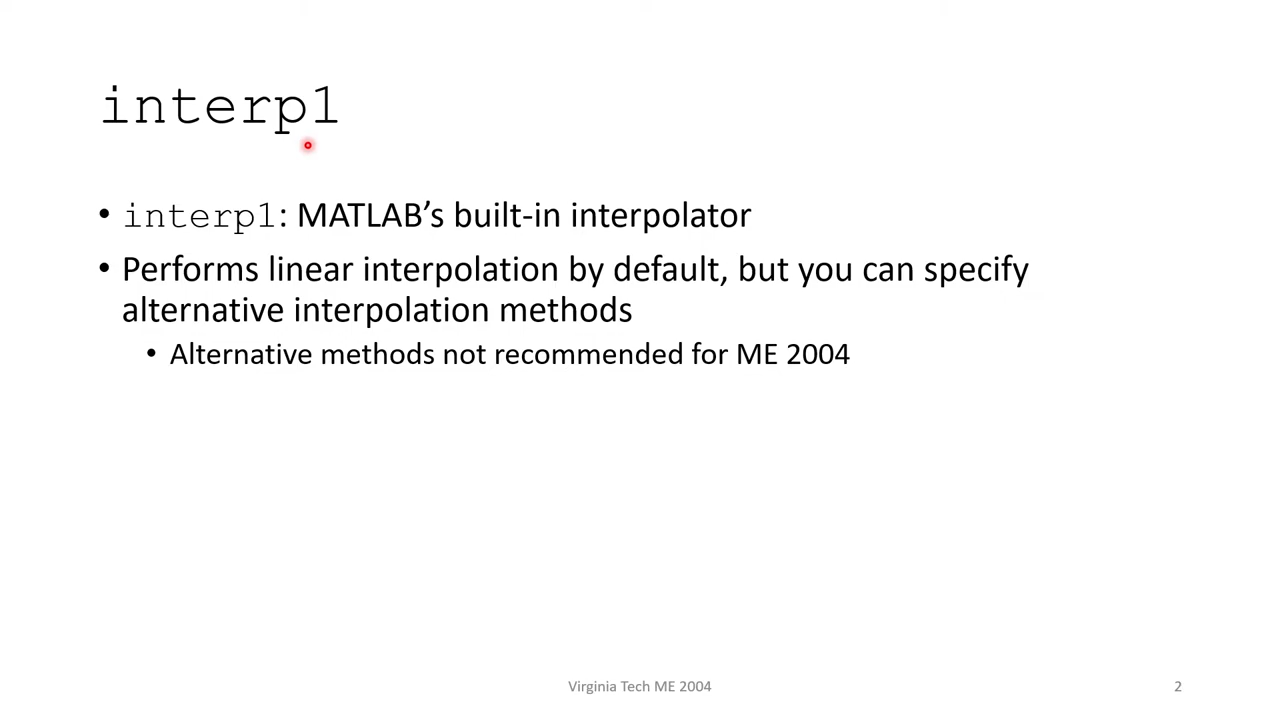 interp1
• interp1: MATLAB’s built-in interpolator
• Performs linear interpolation by default, but you can specify
alternative interpolation methods
• Alternative methods not recommended for ME 2004
Virginia Tech ME 2004
2